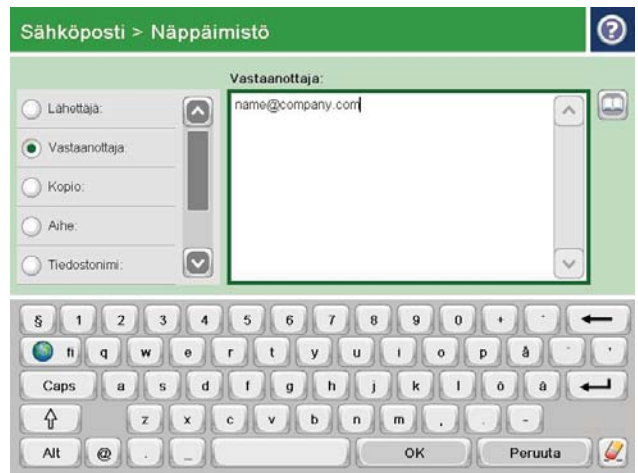 Sähköposti > Näppäimistö
Vastaanottaja:
name@company.com
Lähettäjä:
Vastaanottaja:
Kopio:
Aihe:
Tiedostonimi:
§ 1 2 3 4 5 6 7 8 9 0 +
fi q w e r t y u i o p å
Caps a s d f g h j k l ö ä
z x c v b n m , . -
Alt @ . _ OK Peruuta